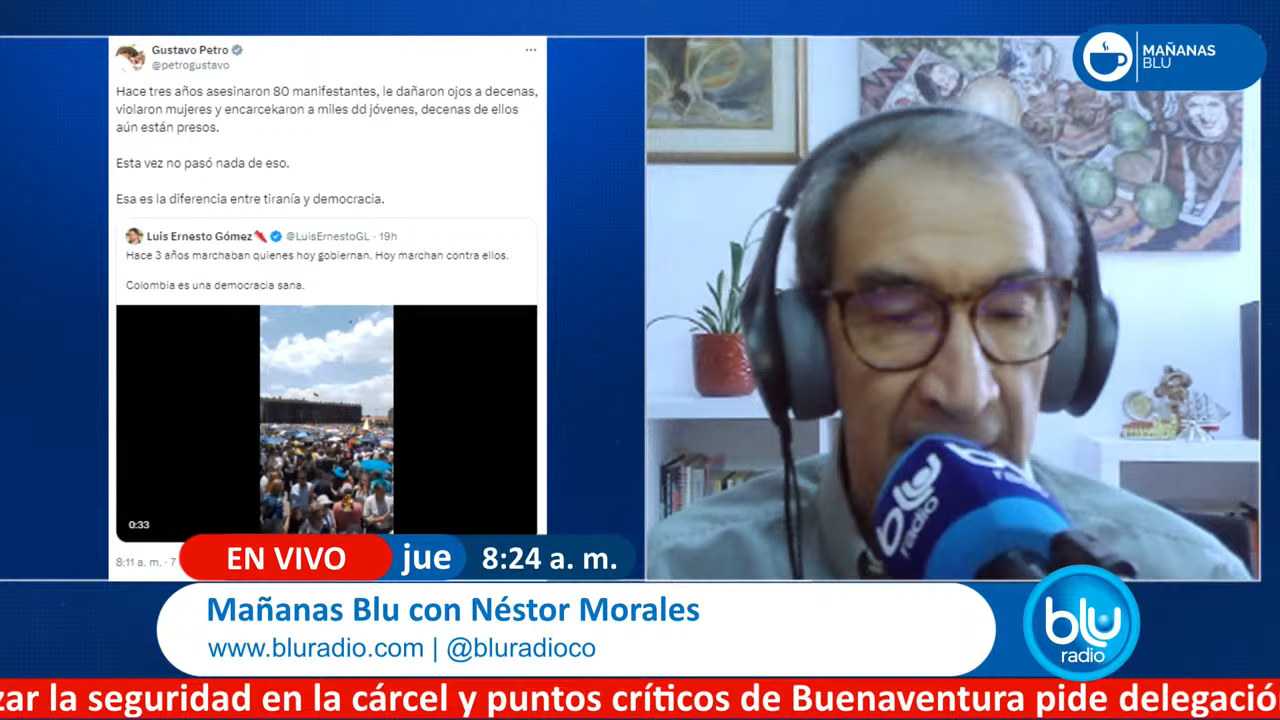 Gustavo Petro
@petrogustavo
Hace tres años asesinaron 80 manifestantes, le dañaron ojos a decenas,
violaron mujeres y encarcekaron a miles dd jóvenes, decenas de ellos
aún están presos.
Esta vez no pasó nada de eso.
Esa es la diferencia entre tiranía y democracia.
Luis Ernesto Gómez @LuisErnestoGL · 19h
Hace 3 años marchaban quienes hoy gobiernan. Hoy marchan contra ellos.
Colombia es una democracia sana.
0:33
8:11 a. m. · 7
MAÑANAS
BLU
blu
radio
EN VIVO jue 8:24 a. m.
Mañanas Blu con Néstor Morales
www.bluradio.com | @bluradioco
blu
radio
zar la seguridad en la cárcel y puntos críticos de Buenaventura pide delegació